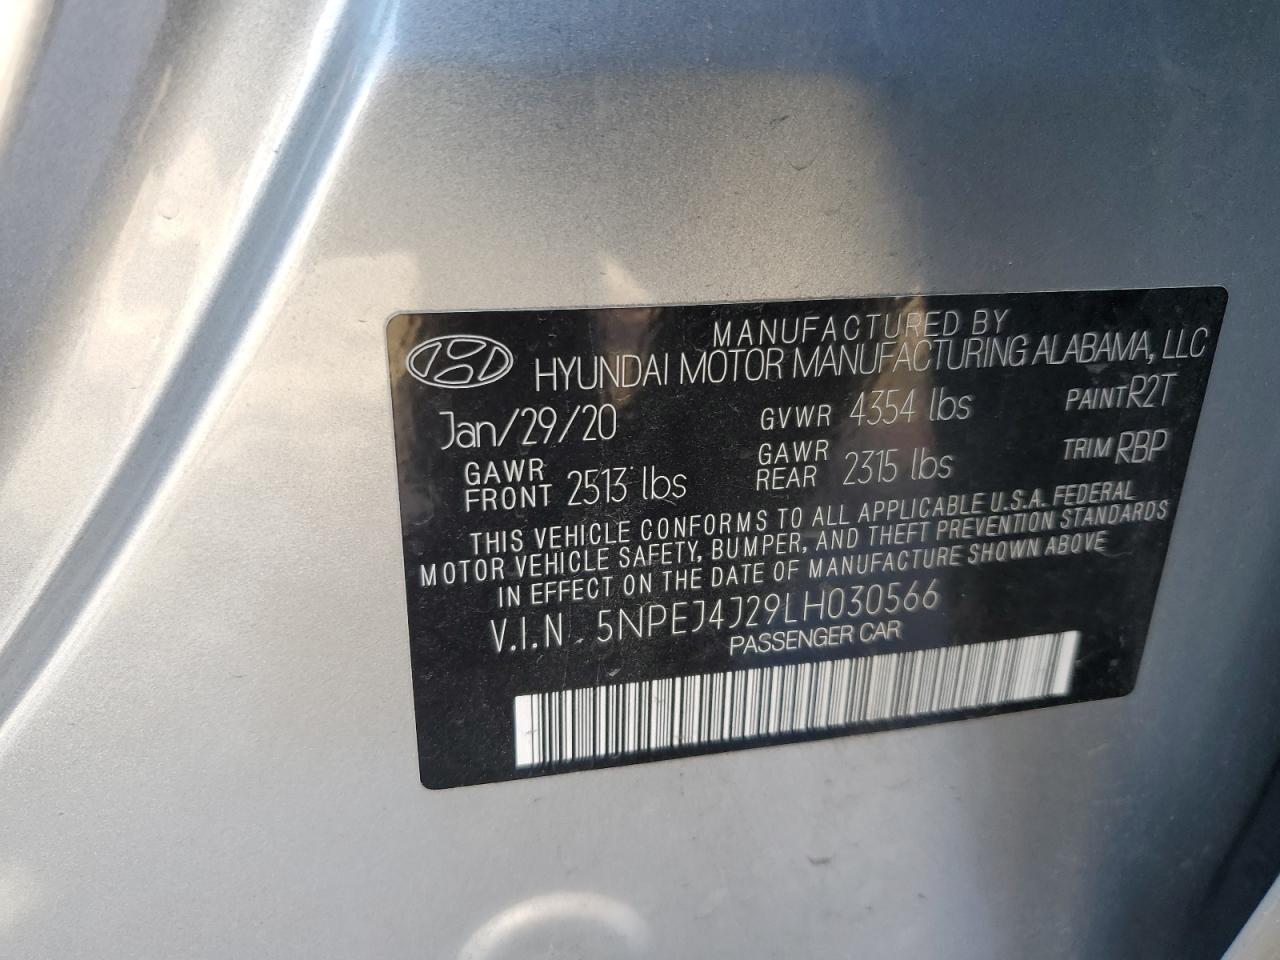 MANUFACTURED BY
HYUNDAI MOTOR MANUFACTURING ALABAMA, LLC
Jan/29/20 GVWR 4354 lbs PAINT R2T
GAWR FRONT 2513 lbs GAWR REAR 2315 lbs TRIM RBP
THIS VEHICLE CONFORMS TO ALL APPLICABLE U.S.A. FEDERAL
MOTOR VEHICLE SAFETY, BUMPER, AND THEFT PREVENTION STANDARDS
IN EFFECT ON THE DATE OF MANUFACTURE SHOWN ABOVE
V.I.N. 5NPEJ4J29LH030566
PASSENGER CAR